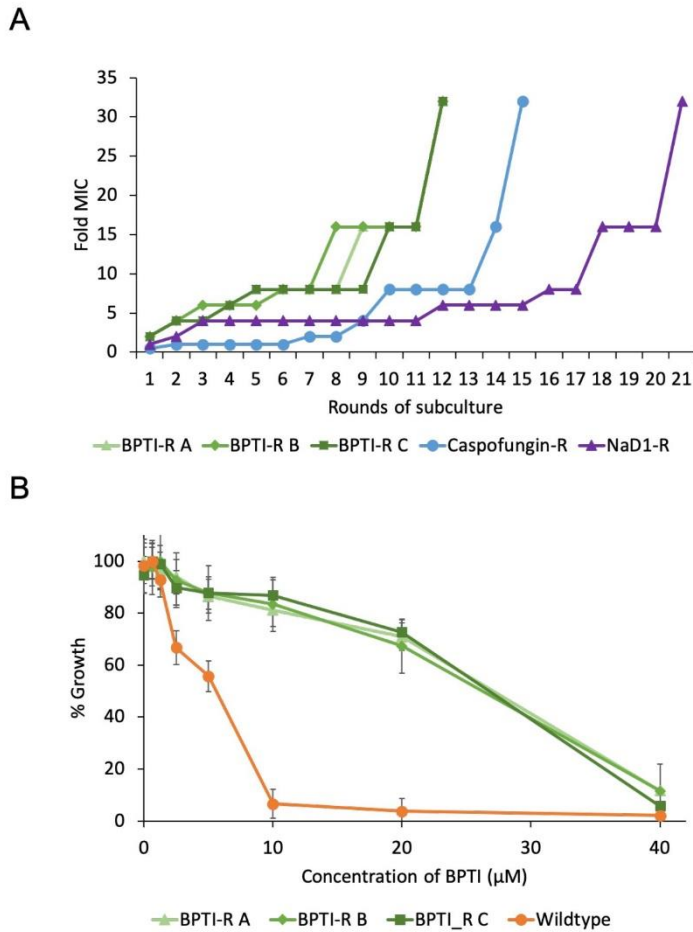 A
35
30
25
20
15
10
5
0
Fold MIC
1 2 3 4 5 6 7 8 9 10 11 12 13 14 15 16 17 18 19 20 21
Rounds of subculture
BPTI-R A BPTI-R B BPTI-R C Caspofungin-R NaD1-R
B
100
80
60
40
20
0
% Growth
0 10 20 30 40
Concentration of BPTI (µM)
BPTI-R A BPTI-R B BPTI_R C Wildtype